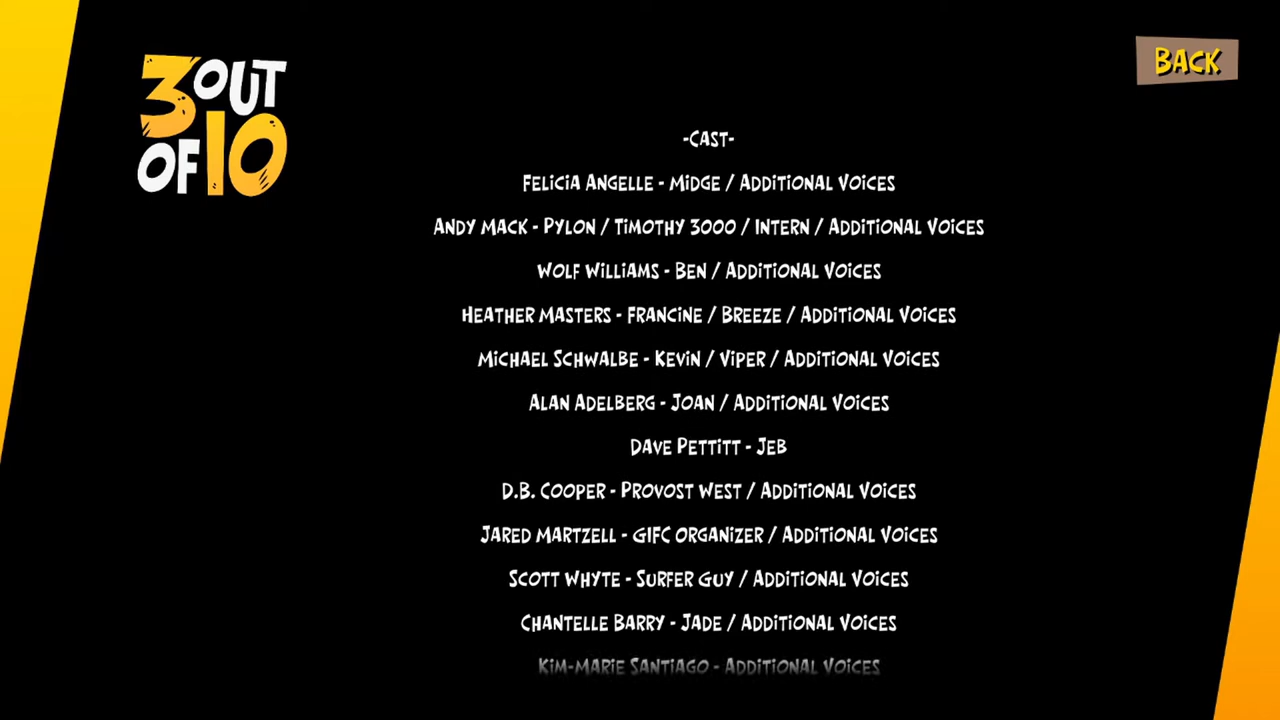 3 OUT
OF 10
BACK
-CAST-
FELICIA ANGELLE - MIDGE / ADDITIONAL VOICES
ANDY MACK - PYLON / TIMOTHY 3000 / INTERN / ADDITIONAL VOICES
WOLF WILLIAMS - BEN / ADDITIONAL VOICES
HEATHER MASTERS - FRANCINE / BREEZE / ADDITIONAL VOICES
MICHAEL SCHWALBE - KEVIN / VIPER / ADDITIONAL VOICES
ALAN ADELBERG - JOAN / ADDITIONAL VOICES
DAVE PETTITT - JEB
D.B. COOPER - PROVOST WEST / ADDITIONAL VOICES
JARED MARTZELL - GIFC ORGANIZER / ADDITIONAL VOICES
SCOTT WHYTE - SURFER GUY / ADDITIONAL VOICES
CHANTELLE BARRY - JADE / ADDITIONAL VOICES
KIM-MARIE SANTIAGO - ADDITIONAL VOICES